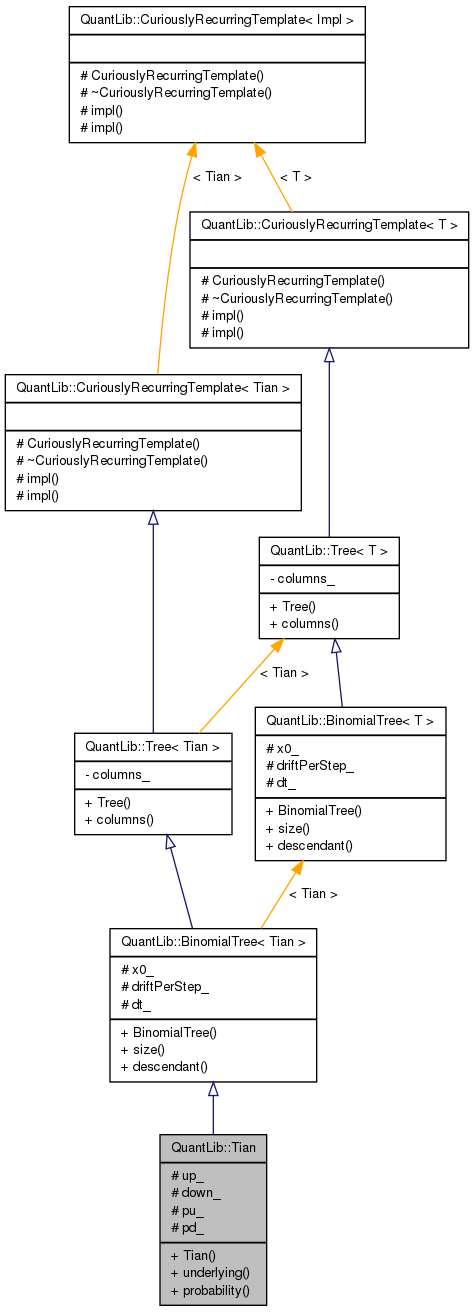 QuantLib::CuriouslyRecurringTemplate< Impl >
# CuriouslyRecurringTemplate()
# ~CuriouslyRecurringTemplate()
# impl()
# impl()
< Tian >
< T >
QuantLib::CuriouslyRecurringTemplate< T >
# CuriouslyRecurringTemplate()
# ~CuriouslyRecurringTemplate()
# impl()
# impl()
QuantLib::CuriouslyRecurringTemplate< Tian >
# CuriouslyRecurringTemplate()
# ~CuriouslyRecurringTemplate()
# impl()
# impl()
QuantLib::Tree< T >
- columns_
+ Tree()
+ columns()
< Tian >
QuantLib::Tree< Tian >
- columns_
+ Tree()
+ columns()
QuantLib::BinomialTree< T >
# x0_
# driftPerStep_
# dt_
+ BinomialTree()
+ size()
+ descendant()
< Tian >
QuantLib::BinomialTree< Tian >
# x0_
# driftPerStep_
# dt_
+ BinomialTree()
+ size()
+ descendant()
QuantLib::Tian
# up_
# down_
# pu_
# pd_
+ Tian()
+ underlying()
+ probability()